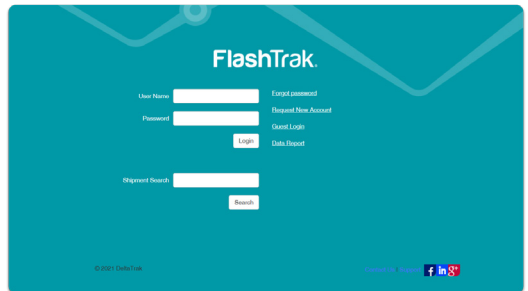 FlashTrak.
User Name
Forgot password
Request New Account
Password
Guest Login
Login
Data Report
Shipment Search
Search
© 2021 DeltaTrak
|
f in g+